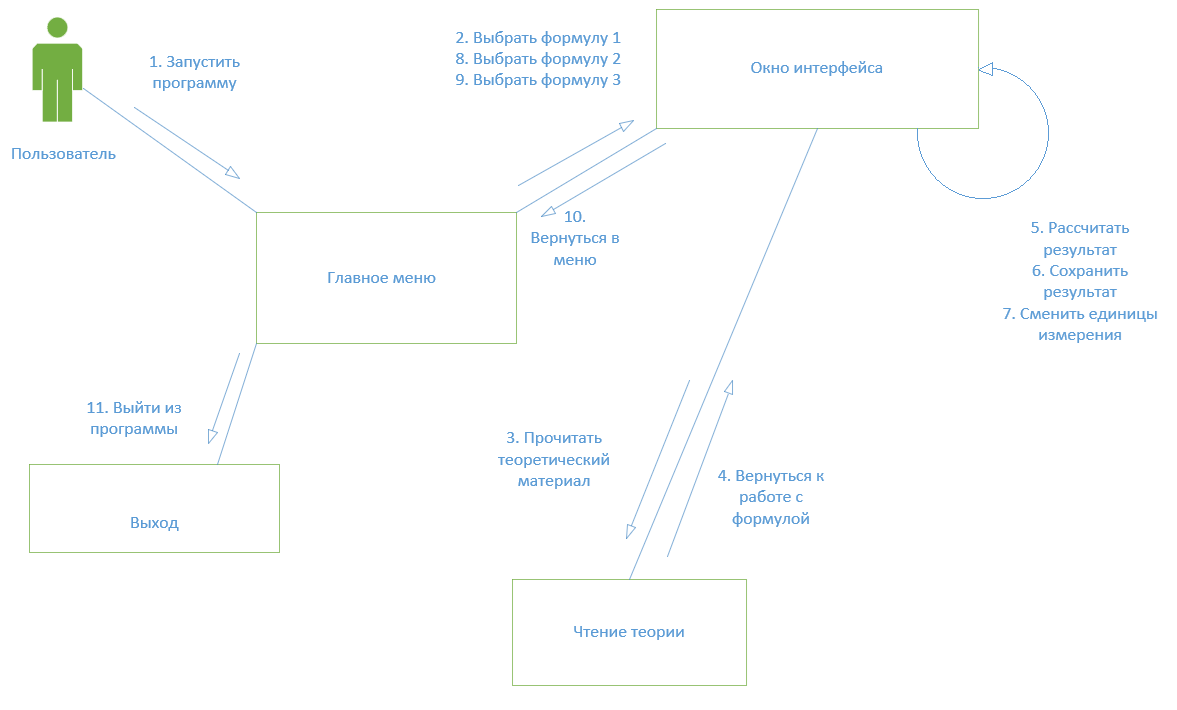 1. Запустить
программу
Пользователь
2. Выбрать формулу 1
8. Выбрать формулу 2
9. Выбрать формулу 3
Окно интерфейса
10.
Вернуться в
меню
Главное меню
5. Рассчитать
результат
6. Сохранить
результат
7. Сменить единицы
измерения
11. Выйти из
программы
Выход
3. Прочитать
теоретический
материал
4. Вернуться к
работе с
формулой
Чтение теории